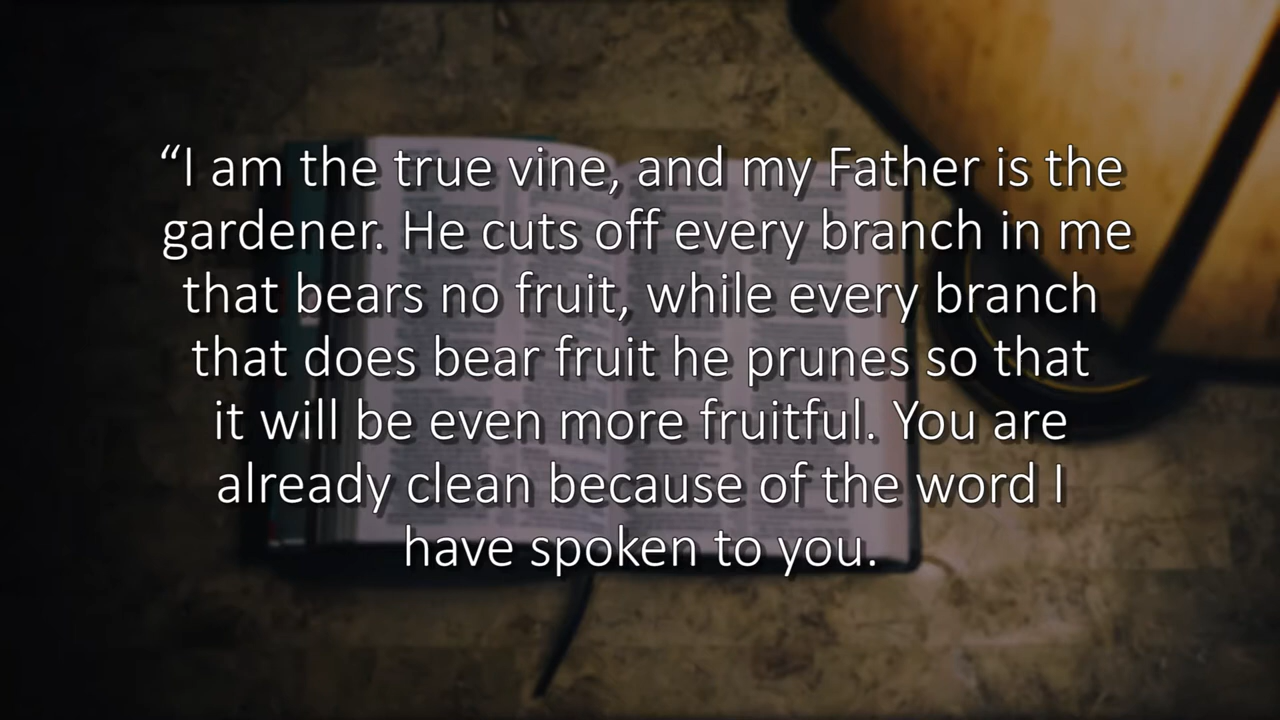 “I am the true vine, and my Father is the
gardener. He cuts off every branch in me
that bears no fruit, while every branch
that does bear fruit he prunes so that
it will be even more fruitful. You are
already clean because of the word I
have spoken to you.